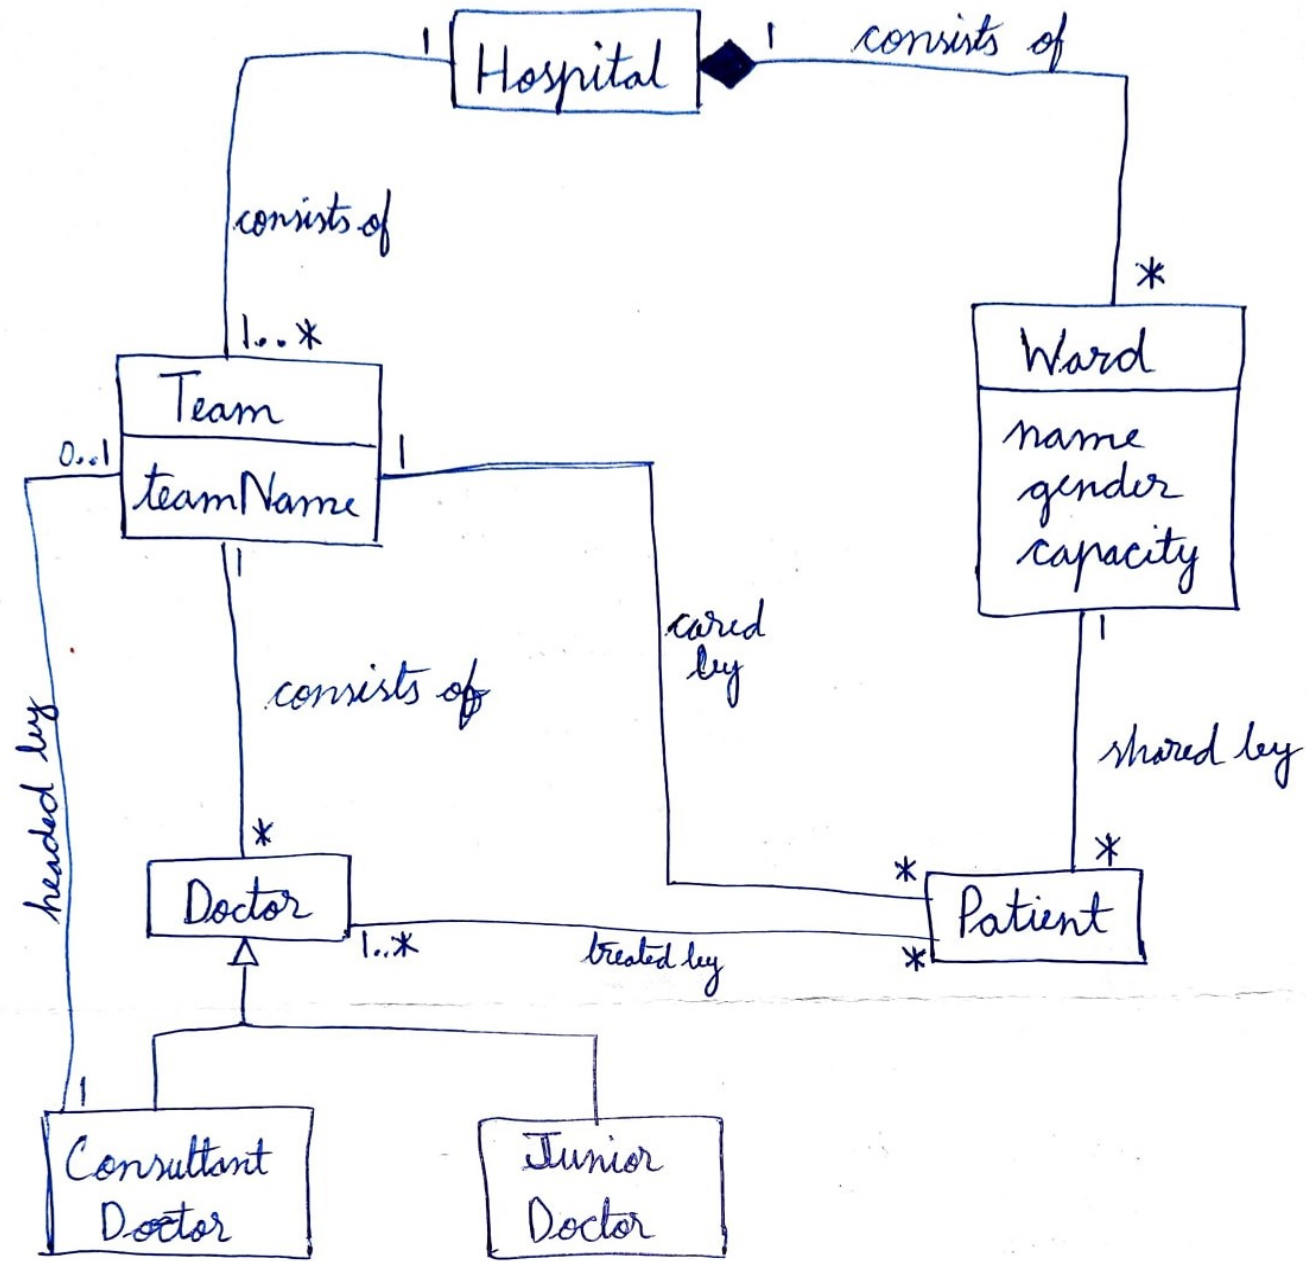 1
Hospital
1
consists of
consists of
*
1..*
Team
teamName
0..1
1
Ward
name
gender
capacity
1
1
cared
by
consists of
shared by
headed by
*
*
*
Doctor
Patient
1..*
treated by
*
1
Consultant
Doctor
Junior
Doctor